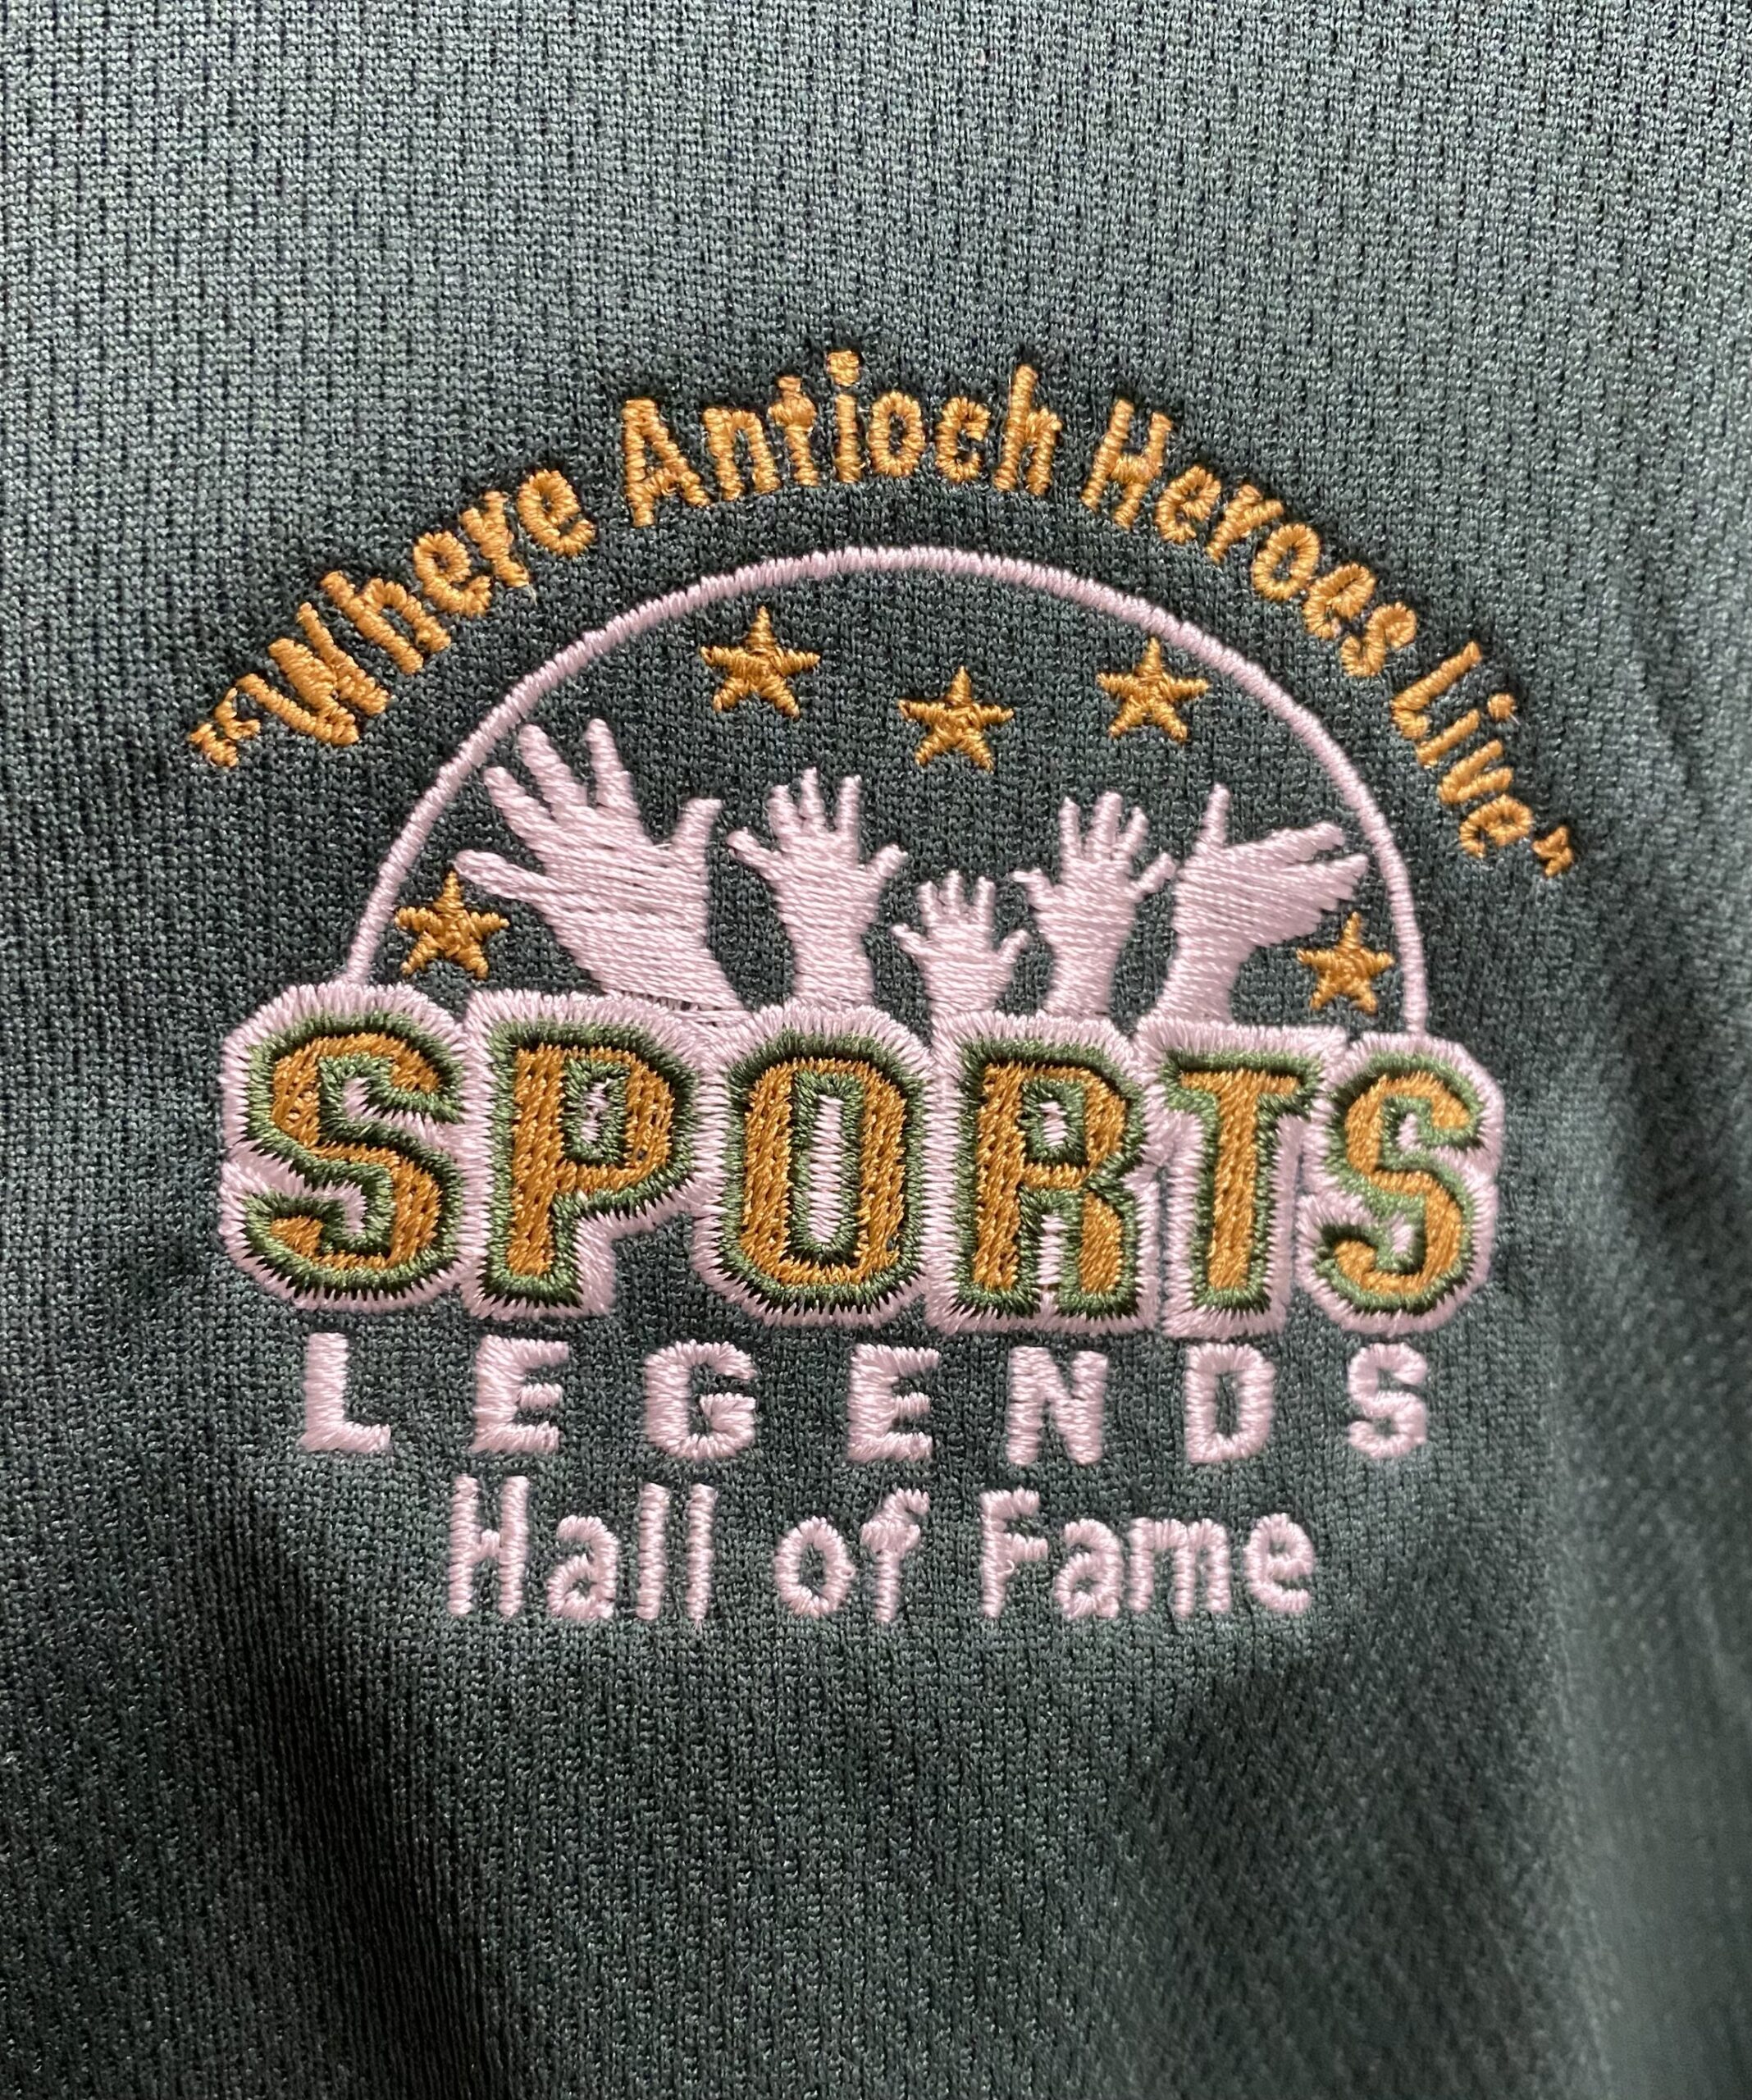 "Where Antioch Heroes Live"
SPORTS
LEGENDS
Hall of Fame